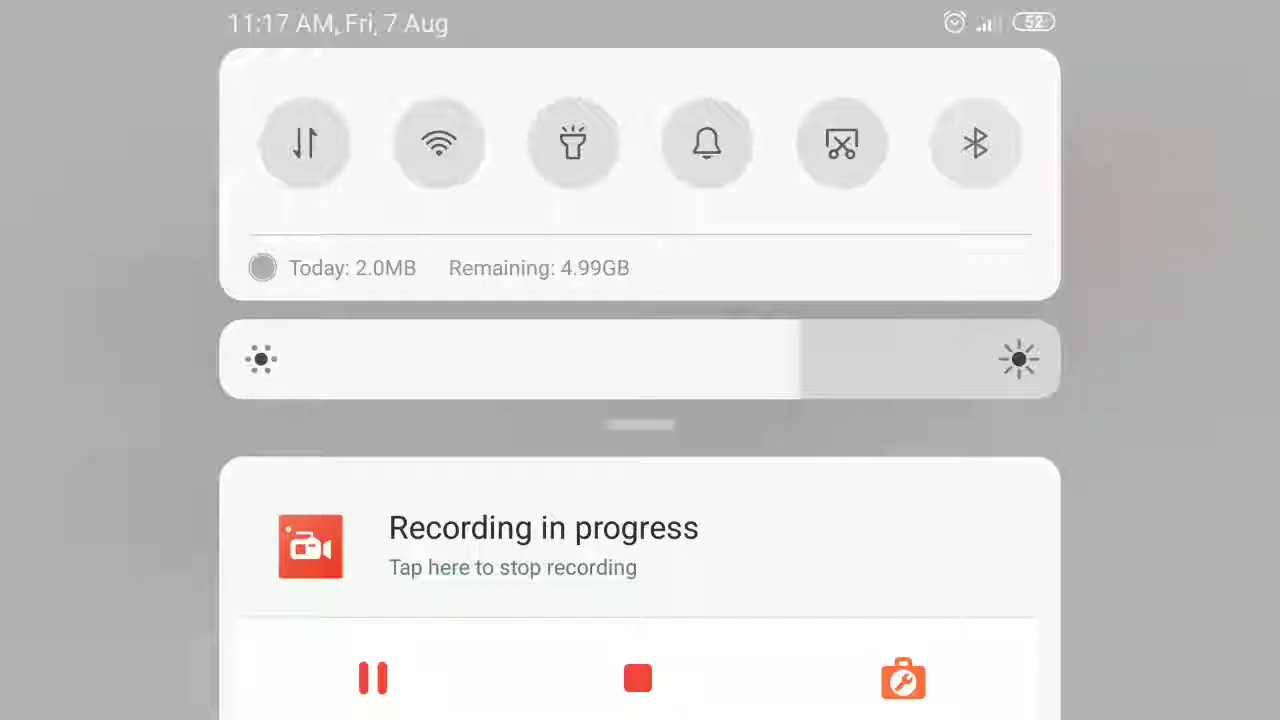 11:17 AM, Fri, 7 Aug
52
Today: 2.0MB Remaining: 4.99GB
Recording in progress
Tap here to stop recording